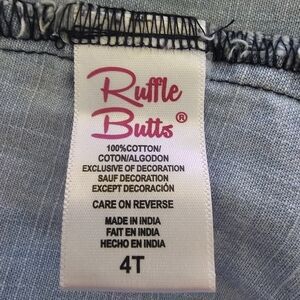 Ruffle
Butts®
100%COTTON/
COTON/ALGODON
EXCLUSIVE OF DECORATION
SAUF DECORATION
EXCEPT DECORACIÓN
CARE ON REVERSE
MADE IN INDIA
FAIT EN INDIA
HECHO EN INDIA
4T